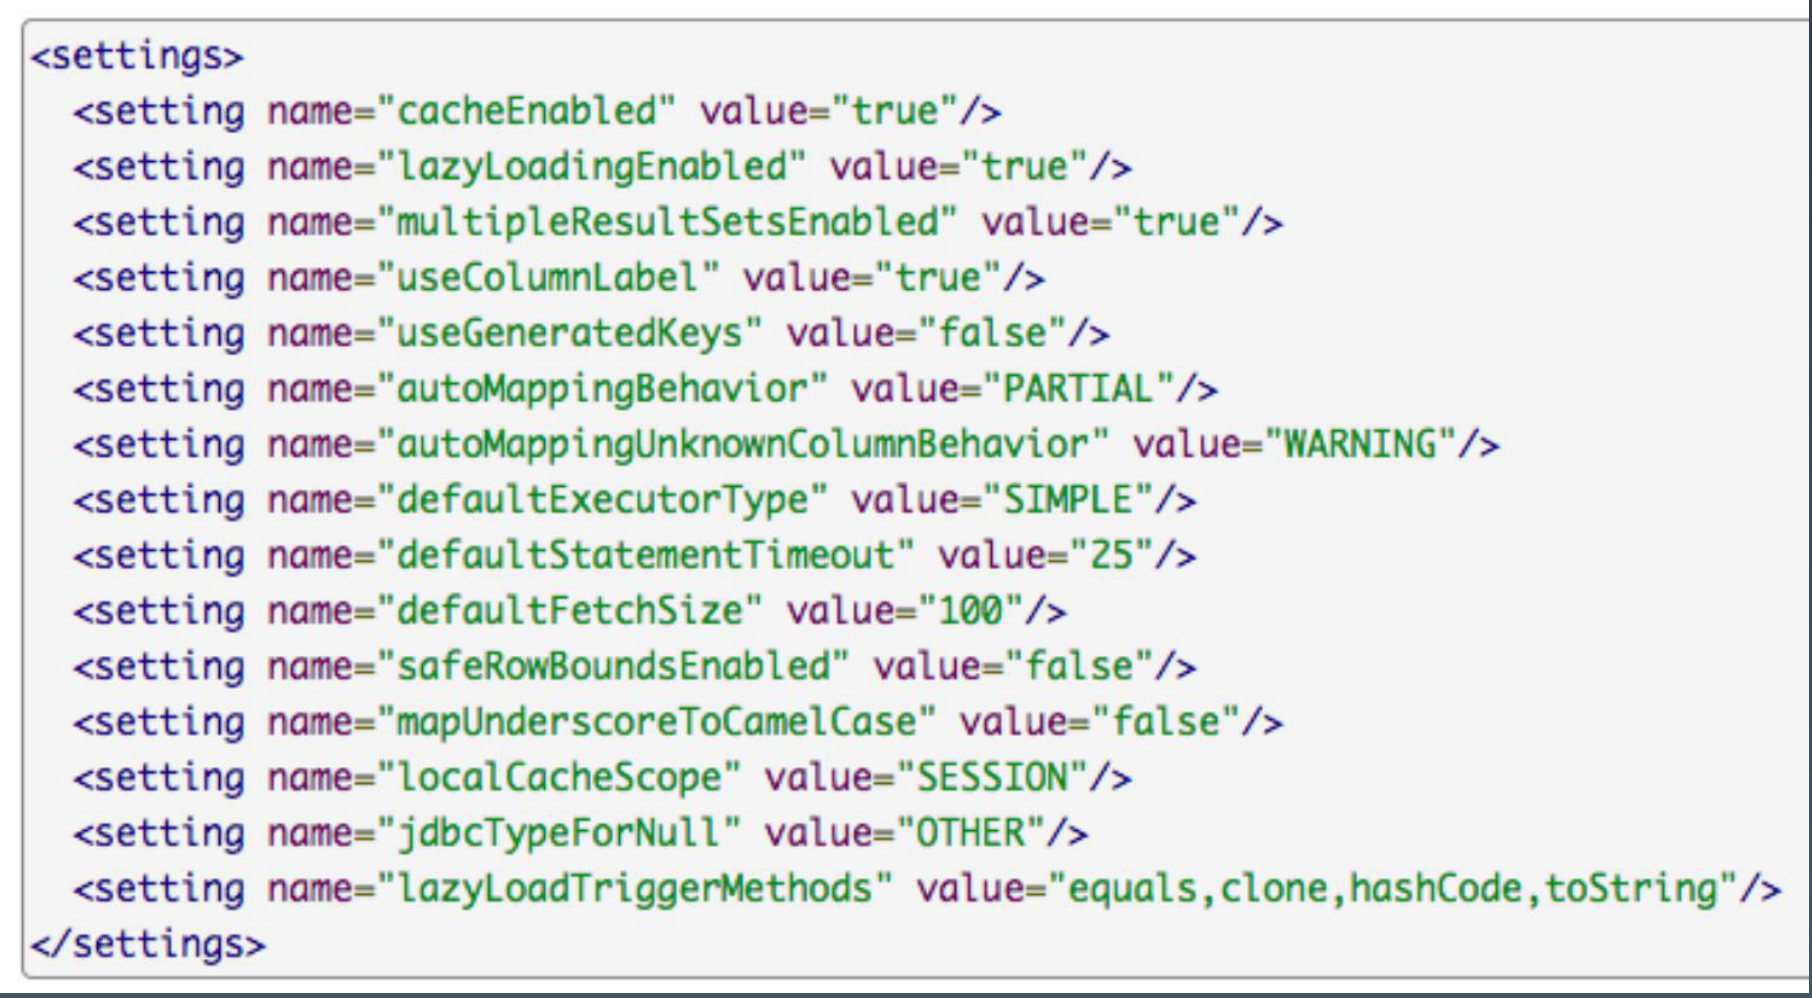 <settings>
  <setting name="cacheEnabled" value="true"/>
  <setting name="lazyLoadingEnabled" value="true"/>
  <setting name="multipleResultSetsEnabled" value="true"/>
  <setting name="useColumnLabel" value="true"/>
  <setting name="useGeneratedKeys" value="false"/>
  <setting name="autoMappingBehavior" value="PARTIAL"/>
  <setting name="autoMappingUnknownColumnBehavior" value="WARNING"/>
  <setting name="defaultExecutorType" value="SIMPLE"/>
  <setting name="defaultStatementTimeout" value="25"/>
  <setting name="defaultFetchSize" value="100"/>
  <setting name="safeRowBoundsEnabled" value="false"/>
  <setting name="mapUnderscoreToCamelCase" value="false"/>
  <setting name="localCacheScope" value="SESSION"/>
  <setting name="jdbcTypeForNull" value="OTHER"/>
  <setting name="lazyLoadTriggerMethods" value="equals,clone,hashCode,toString"/>
</settings>